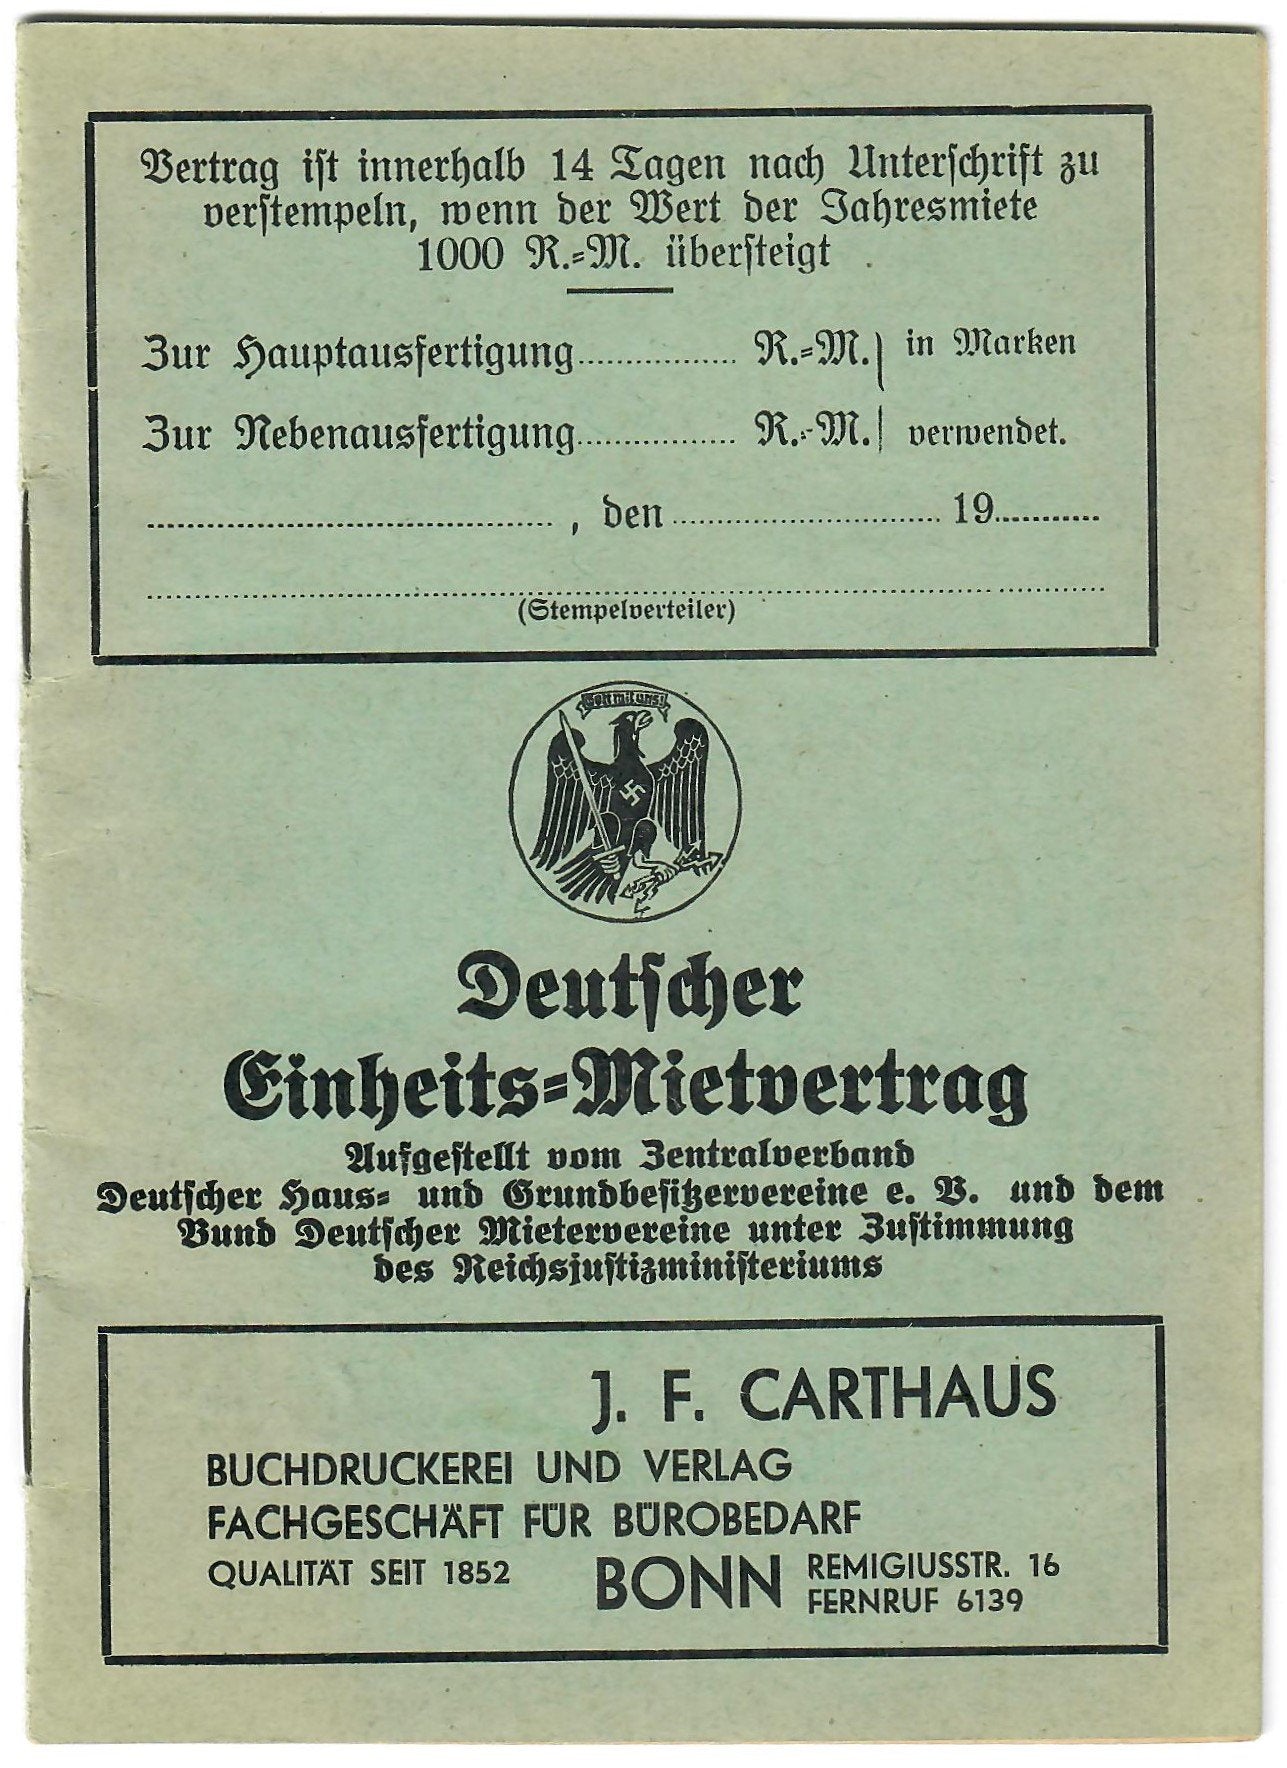 Vertrag ist innerhalb 14 Tagen nach Unterschrift zu
verstempeln, wenn der Wert der Jahresmiete
1000 R.=M. übersteigt .
Zur Hauptausfertigung................ R.=M.) in Marken
Zur Nebenausfertigung................ R.-M.| verwendet.
........................................ , den ........................... 19...........
................................................................................
(Stempelverteiler)
Gott mit uns!
Deutscher
Einheits=Mietvertrag
Aufgestellt vom Zentralverband
Deutscher Haus= und Grundbesitzervereine e. V. und dem
Bund Deutscher Mietervereine unter Zustimmung
des Reichsjustizministeriums
J. F. CARTHAUS
BUCHDRUCKEREI UND VERLAG
FACHGESCHÄFT FÜR BÜROBEDARF
QUALITÄT SEIT 1852 BONN REMIGIUSSTR. 16
FERNRUF 6139